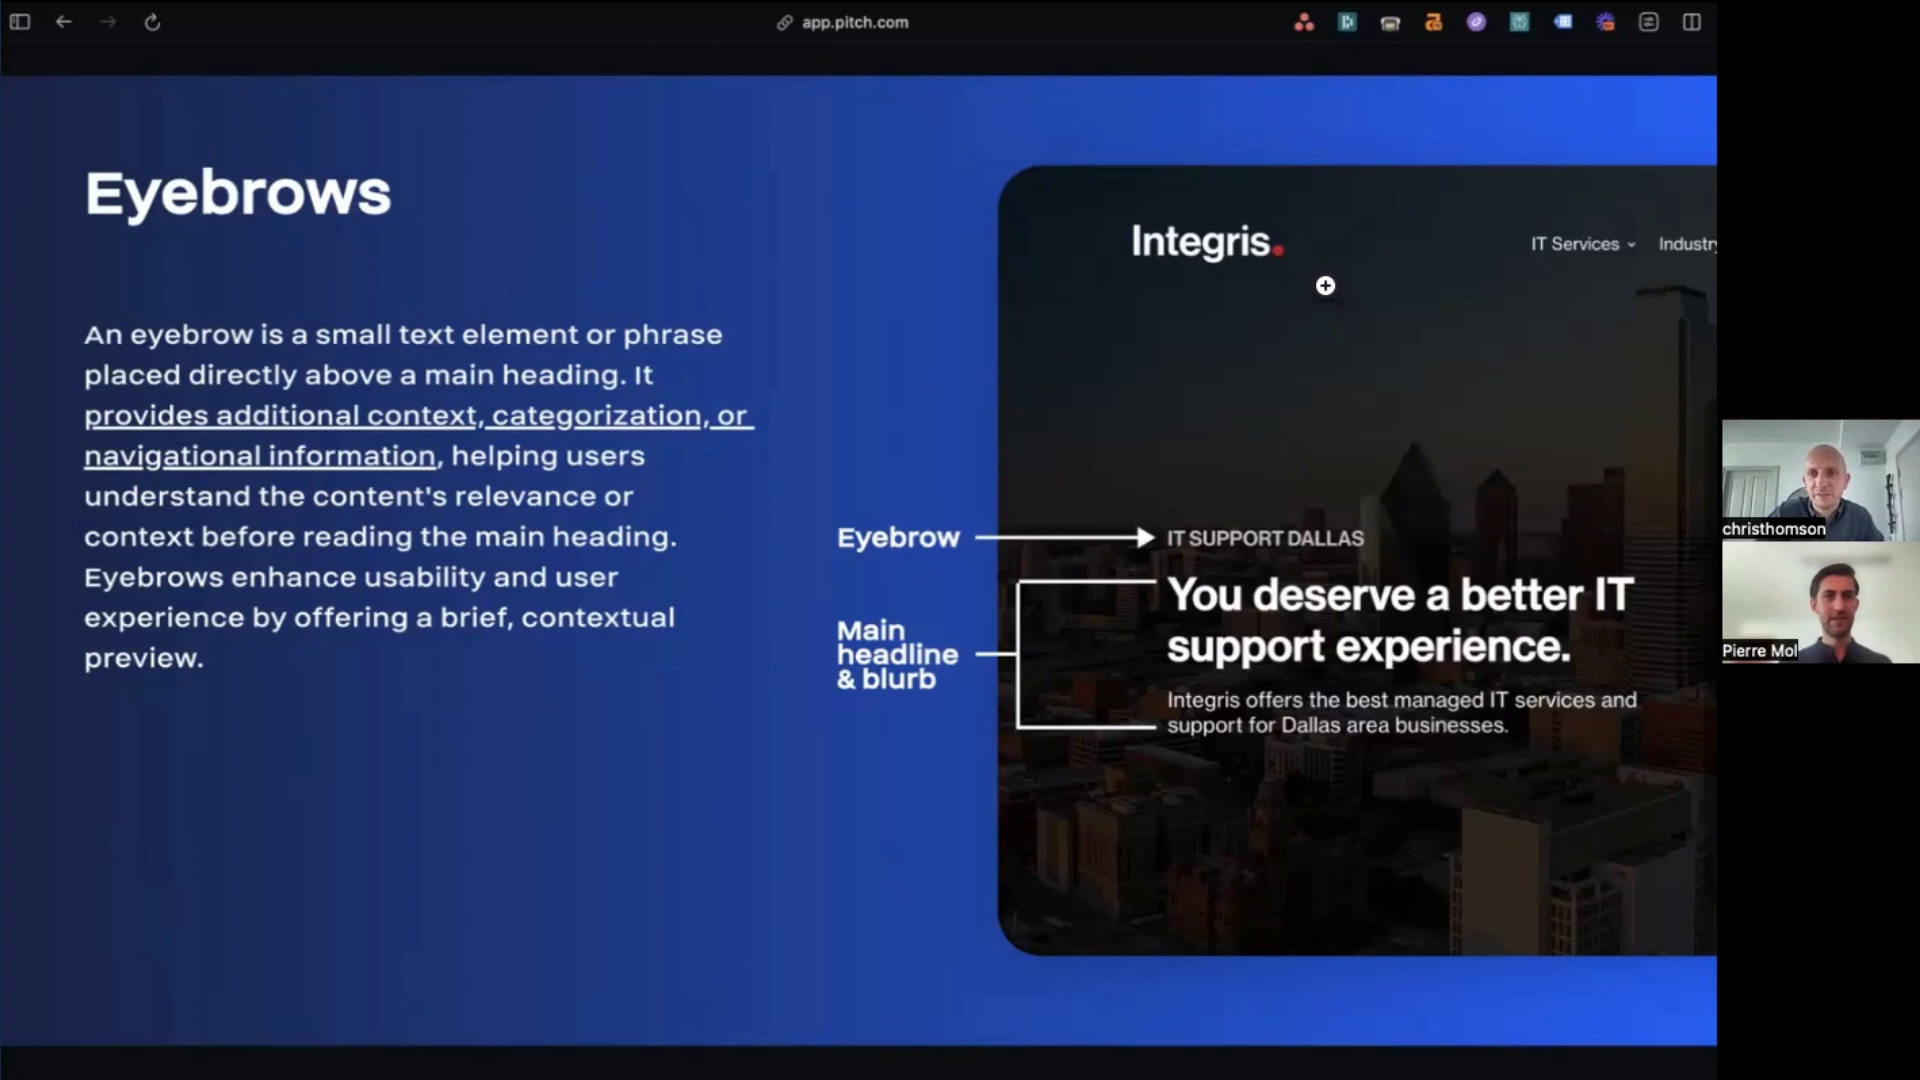 app.pitch.com
Eyebrows
An eyebrow is a small text element or phrase
placed directly above a main heading. It
provides additional context, categorization, or
navigational information, helping users
understand the content's relevance or
context before reading the main heading.
Eyebrows enhance usability and user
experience by offering a brief, contextual
preview.
Eyebrow
Main
headline
& blurb
Integris.
IT Services
Industry
IT SUPPORT DALLAS
You deserve a better IT
support experience.
Integris offers the best managed IT services and
support for Dallas area businesses.
christhomson
Pierre Mol